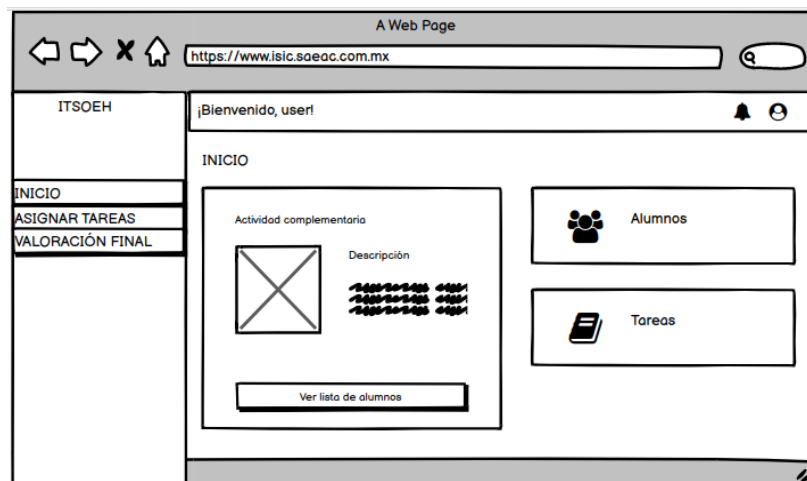 A Web Page
https://www.isic.saeac.com.mx
ITSOEH
¡Bienvenido, user!
INICIO
INICIO
ASIGNAR TAREAS
VALORACIÓN FINAL
Actividad complementaria
Descripción
Ver lista de alumnos
Alumnos
Tareas